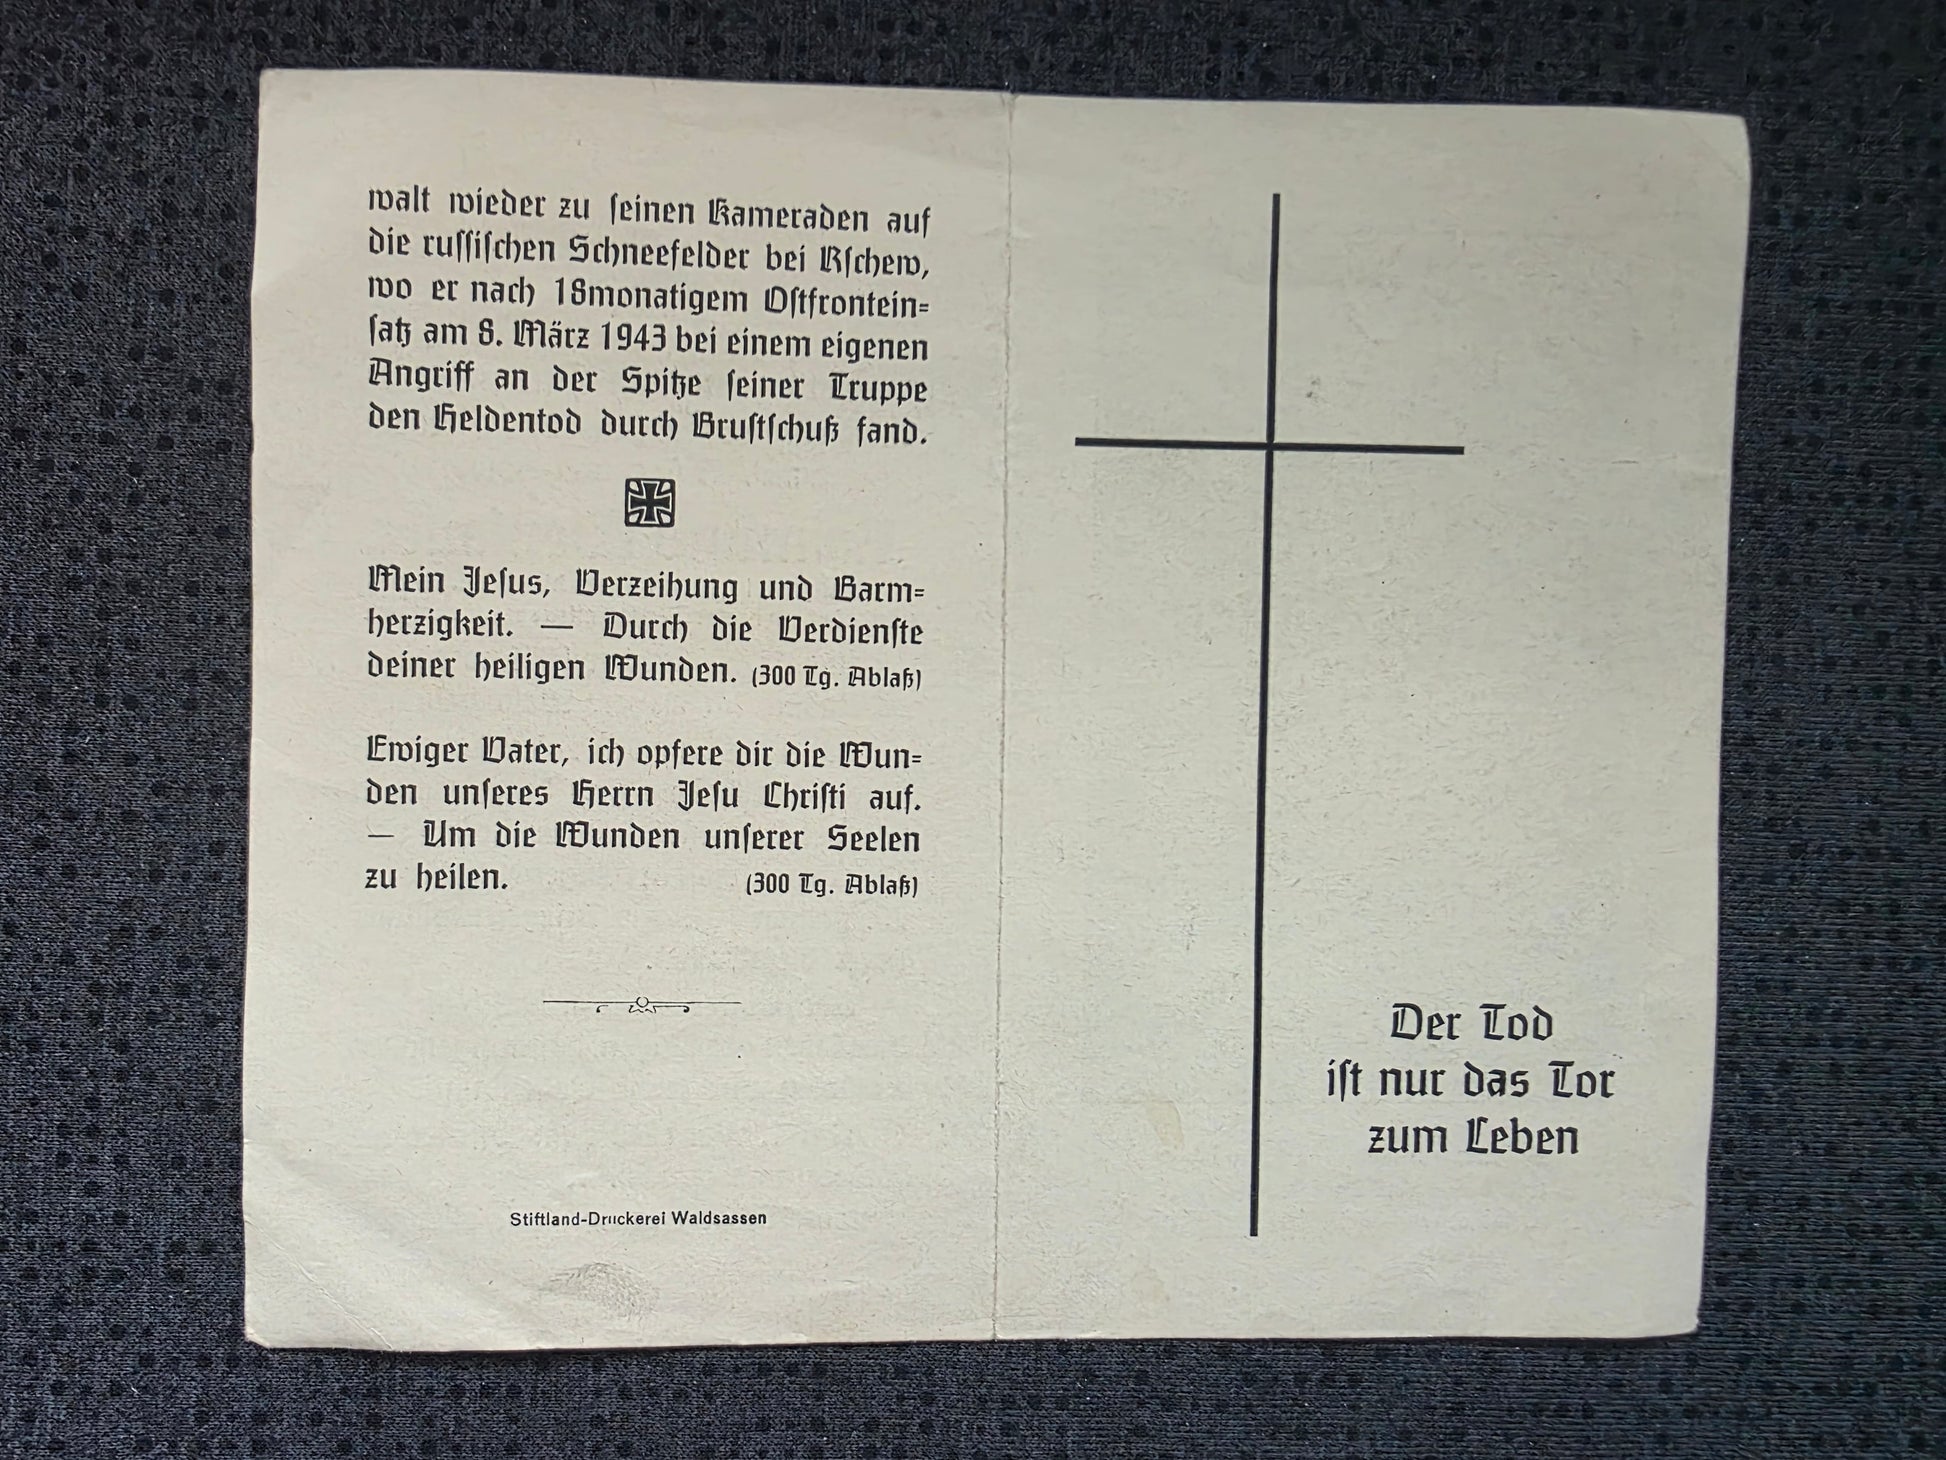 walt wieder zu ſeinen Kameraden auf
die ruſſiſchen Schneefelder bei Rſchew,
wo er nach 18monatigem Oſtfrontein=
ſatz am 8. März 1943 bei einem eigenen
Angriff an der Spitze ſeiner Truppe
den Heldentod durch Bruſtſchuß fand.
Mein Jeſus, Verzeihung und Barm=
herzigkeit. — Durch die Verdienſte
deiner heiligen Wunden. (300 Tg. Ablaß)
Ewiger Vater, ich opfere dir die Wun=
den unſeres Herrn Jeſu Chriſti auf.
— Um die Wunden unſerer Seelen
zu heilen. (300 Tg. Ablaß)
Stiftland-Druckerei Waldsassen
Der Tod
iſt nur das Tor
zum Leben